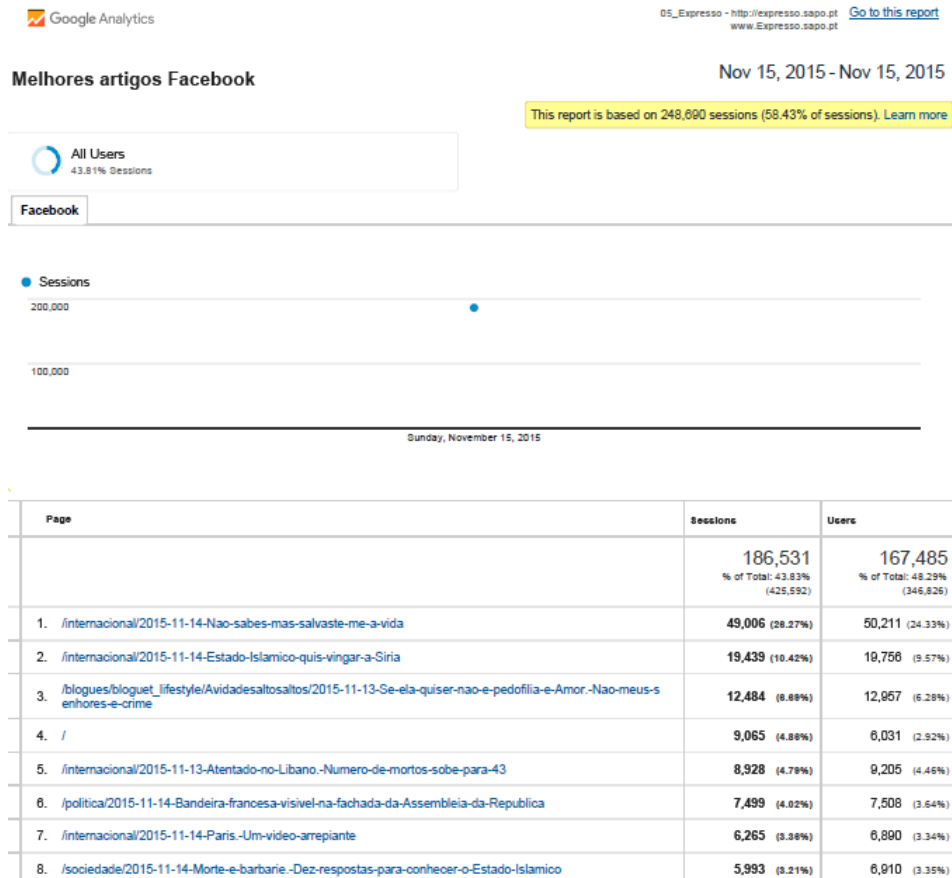 Google Analytics
05_Expresso - http://expresso.sapo.pt
www.Expresso.sapo.pt
Go to this report
Melhores artigos Facebook
Nov 15, 2015 - Nov 15, 2015
This report is based on 248,690 sessions (58.43% of sessions). Learn more
All Users
43.81% Sessions
Facebook
Sessions
200,000
100,000
Sunday, November 15, 2015
Page Sessions Users
186,531 167,485
% of Total: 43.83% % of Total: 48.29%
(425,592) (346,826)
1. /internacional/2015-11-14-Nao-sabes-mas-salvaste-me-a-vida 49,006 (26.27%) 50,211 (24.33%)
2. /internacional/2015-11-14-Estado-Islamico-quis-vingar-a-Siria 19,439 (10.42%) 19,756 (9.57%)
3. /blogues/bloguet_lifestyle/Avidadesaltosaltos/2015-11-13-Se-ela-quiser-nao-e-pedofilia-e-Amor.-Nao-meus-s
enhores-e-crime 12,484 (6.69%) 12,957 (6.28%)
4. / 9,065 (4.86%) 6,031 (2.92%)
5. /internacional/2015-11-13-Atentado-no-Libano.-Numero-de-mortos-sobe-para-43 8,928 (4.79%) 9,205 (4.46%)
6. /politica/2015-11-14-Bandeira-francesa-visivel-na-fachada-da-Assembleia-da-Republica 7,499 (4.02%) 7,508 (3.64%)
7. /internacional/2015-11-14-Paris.-Um-video-arrepiante 6,265 (3.36%) 6,890 (3.34%)
8. /sociedade/2015-11-14-Morte-e-barbarie.-Dez-respostas-para-conhecer-o-Estado-Islamico 5,993 (3.21%) 6,910 (3.35%)